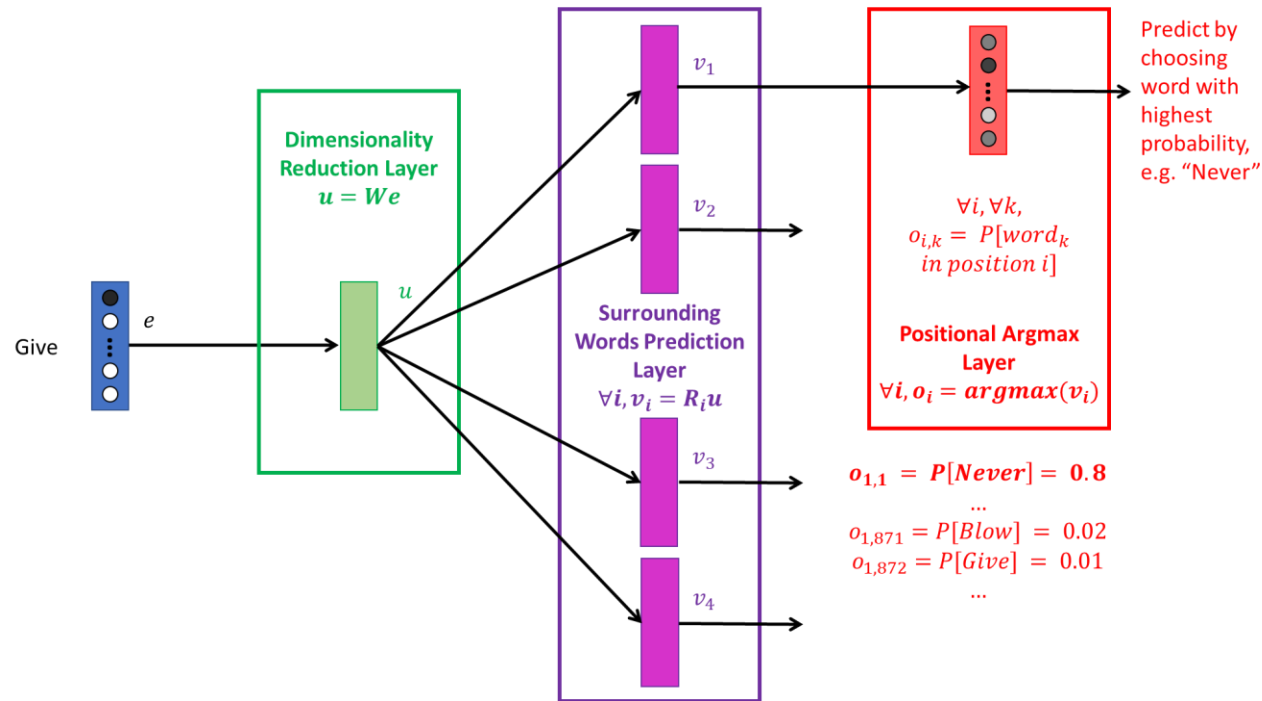 Give
e
Dimensionality
Reduction Layer
u = We
u
v₁
v₂
Surrounding
Words Prediction
Layer
∀i, vᵢ = Rᵢu
v₃
v₄
∀i, ∀k,
oᵢ,ₖ = P[wordₖ
in position i]
Positional Argmax
Layer
∀i, oᵢ = argmax(vᵢ)
Predict by
choosing
word with
highest
probability,
e.g. “Never”
o₁,₁ = P[Never] = 0.8
...
o₁,₈₇₁ = P[Blow] = 0.02
o₁,₈₇₂ = P[Give] = 0.01
...